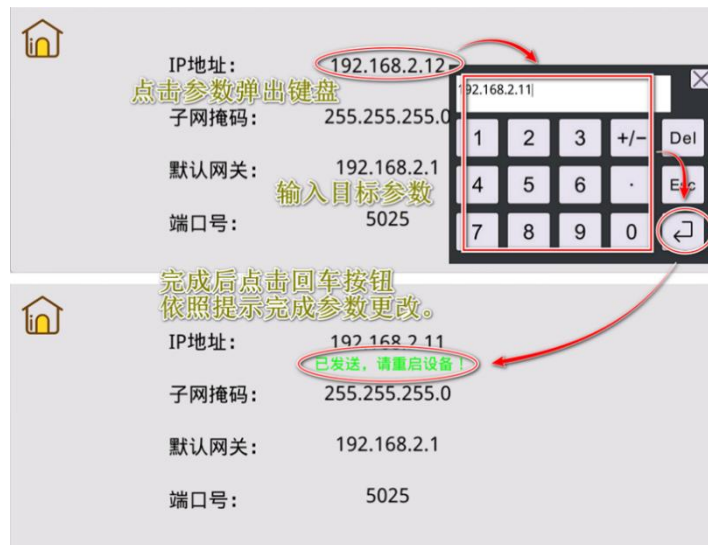 in
IP地址： 192.168.2.12
点击参数弹出键盘
192.168.2.11
子网掩码： 255.255.255.0
1 2 3 +/- Del
默认网关： 192.168.2.1
输入目标参数
4 5 6 · Esc
端口号： 5025
7 8 9 0
完成后点击回车按钮
依照提示完成参数更改。
in
IP地址： 192.168.2.11
已发送，请重启设备！
子网掩码： 255.255.255.0
默认网关： 192.168.2.1
端口号： 5025